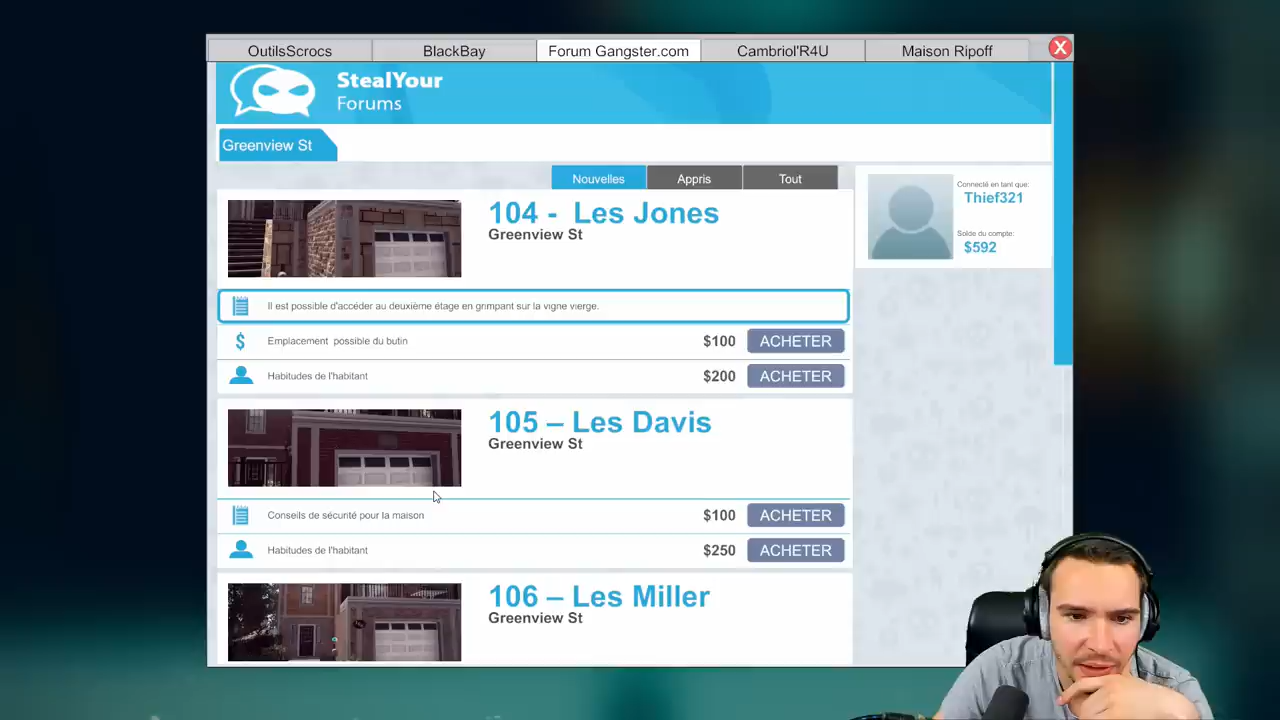 OutilsScrocs
BlackBay
Forum Gangster.com
Cambriol'R4U
Maison Ripoff
X
StealYour
Forums
Greenview St
Nouvelles
Appris
Tout
Connecté en tant que:
Thief321
Solde du compte:
$592
104 - Les Jones
Greenview St
Il est possible d'accéder au deuxième étage en grimpant sur la vigne vierge.
$
Emplacement possible du butin
$100
ACHETER
Habitudes de l'habitant
$200
ACHETER
105 – Les Davis
Greenview St
Conseils de sécurité pour la maison
$100
ACHETER
Habitudes de l'habitant
$250
ACHETER
106 – Les Miller
Greenview St